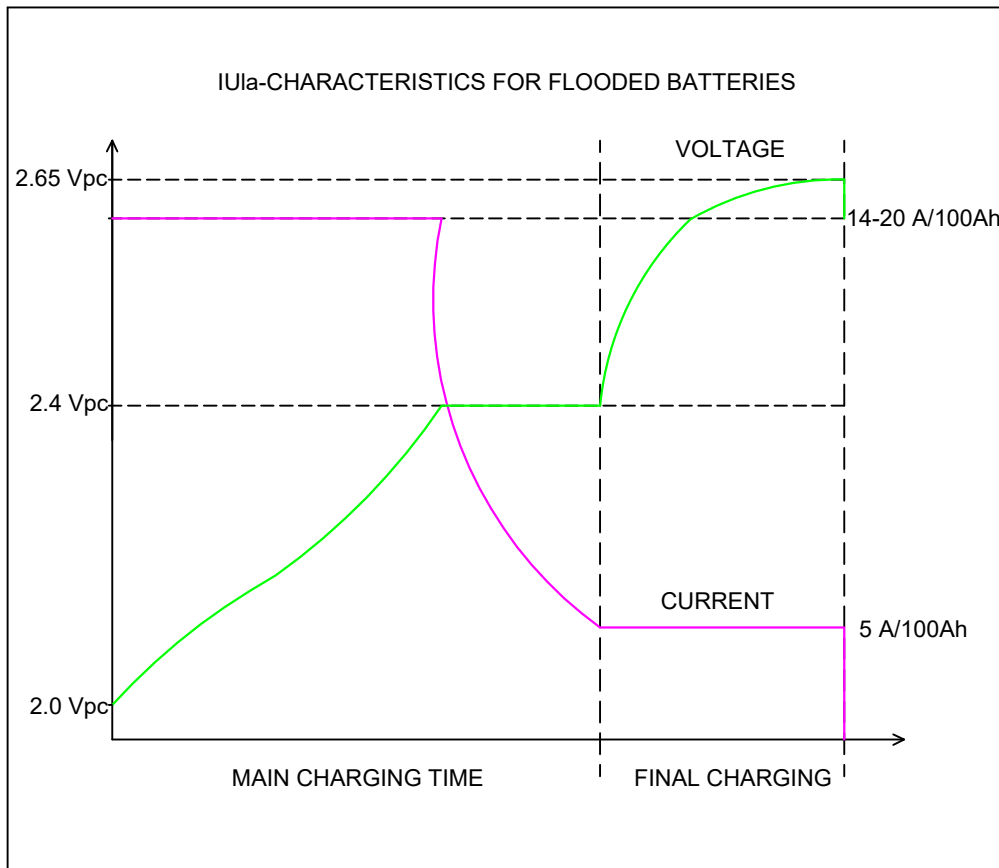 IUIa-CHARACTERISTICS FOR FLOODED BATTERIES
VOLTAGE
2.65 Vpc
14-20 A/100Ah
2.4 Vpc
CURRENT
5 A/100Ah
2.0 Vpc
MAIN CHARGING TIME
FINAL CHARGING